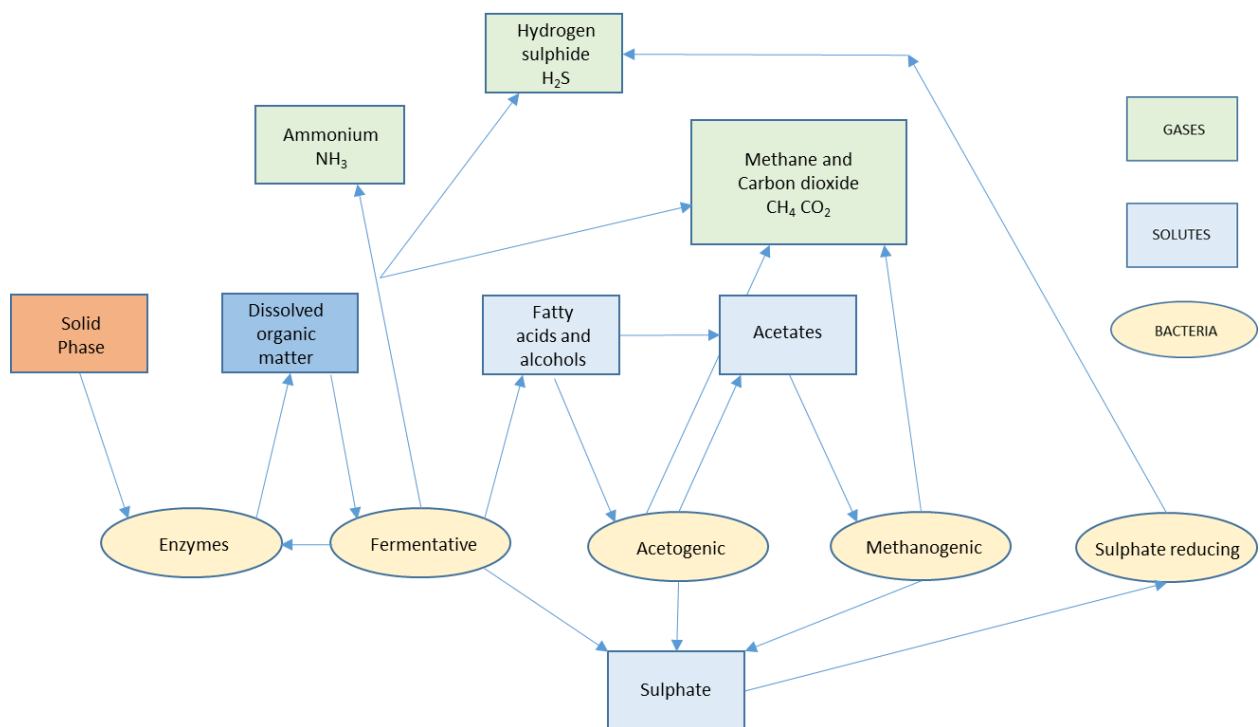 Hydrogen
sulphide
H₂S
Ammonium
NH₃
Methane and
Carbon dioxide
CH₄ CO₂
GASES
SOLUTES
BACTERIA
Solid
Phase
Dissolved
organic
matter
Fatty
acids and
alcohols
Acetates
Enzymes
Fermentative
Acetogenic
Methanogenic
Sulphate reducing
Sulphate